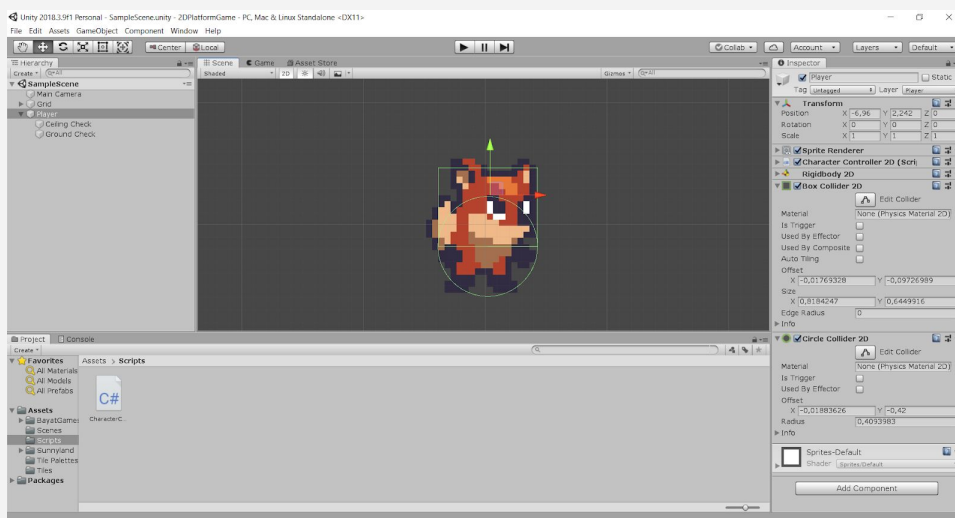 Unity 2018.3.9f1 Personal - SampleScene.unity - 2DPlatformGame - PC, Mac & Linux Standalone <DX11>
File Edit Assets GameObject Component Window Help
Center Local Collab Account Layers Default
Hierarchy Scene Game Asset Store Inspector
Create All Shaded 2D Gizmos All
SampleScene
Main Camera
Grid
Player
Ceiling Check
Ground Check
Player Static
Tag Untagged Layer Player
Transform
Position X -6,96 Y 2,242 Z 0
Rotation X 0 Y 0 Z 0
Scale X 1 Y 1 Z 1
Sprite Renderer
Character Controller 2D (Scri
Rigidbody 2D
Box Collider 2D
Edit Collider
Material None (Physics Material 2D)
Is Trigger
Used By Effector
Used By Composite
Auto Tiling
Offset
X -0,01769328 Y -0,09726989
Size
X 0,8184247 Y 0,6449916
Edge Radius 0
Info
Circle Collider 2D
Edit Collider
Material None (Physics Material 2D)
Is Trigger
Used By Effector
Offset
X -0,01883626 Y -0,42
Radius 0,4093983
Info
Sprites-Default
Shader Sprites/Default
Add Component
Project Console
Create
Favorites
All Materials
All Models
All Prefabs
Assets
BayatGames
Scenes
Scripts
Sunnyland
Tile Palettes
Tiles
Packages
Assets > Scripts
C#
CharacterC...